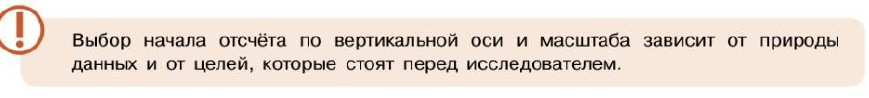 Выбор начала отсчёта по вертикальной оси и масштаба зависит от природы
данных и от целей, которые стоят перед исследователем.